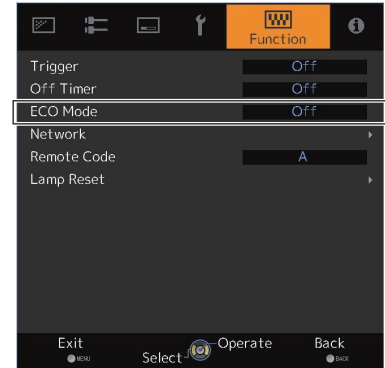 Function
Trigger Off
Off Timer Off
ECO Mode Off
Network
Remote Code A
Lamp Reset
Exit Operate Back
MENU Select BACK